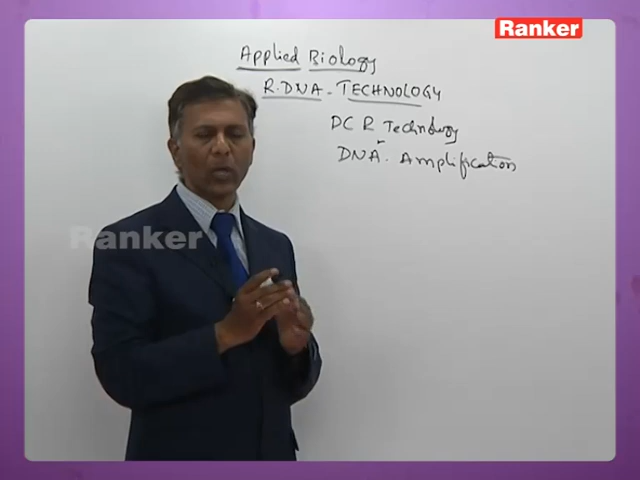 Ranker
Applied Biology
R.DNA - TECHNOLOGY
PCR Technology
DNA - Amplification
Ranker